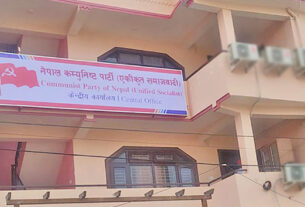 नेपाल कम्युनिष्ट पार्टी (एकीकृत समाजवादी)
Communist Party of Nepal (Unified Socialist)
केन्द्रीय कार्यालय | Central Office